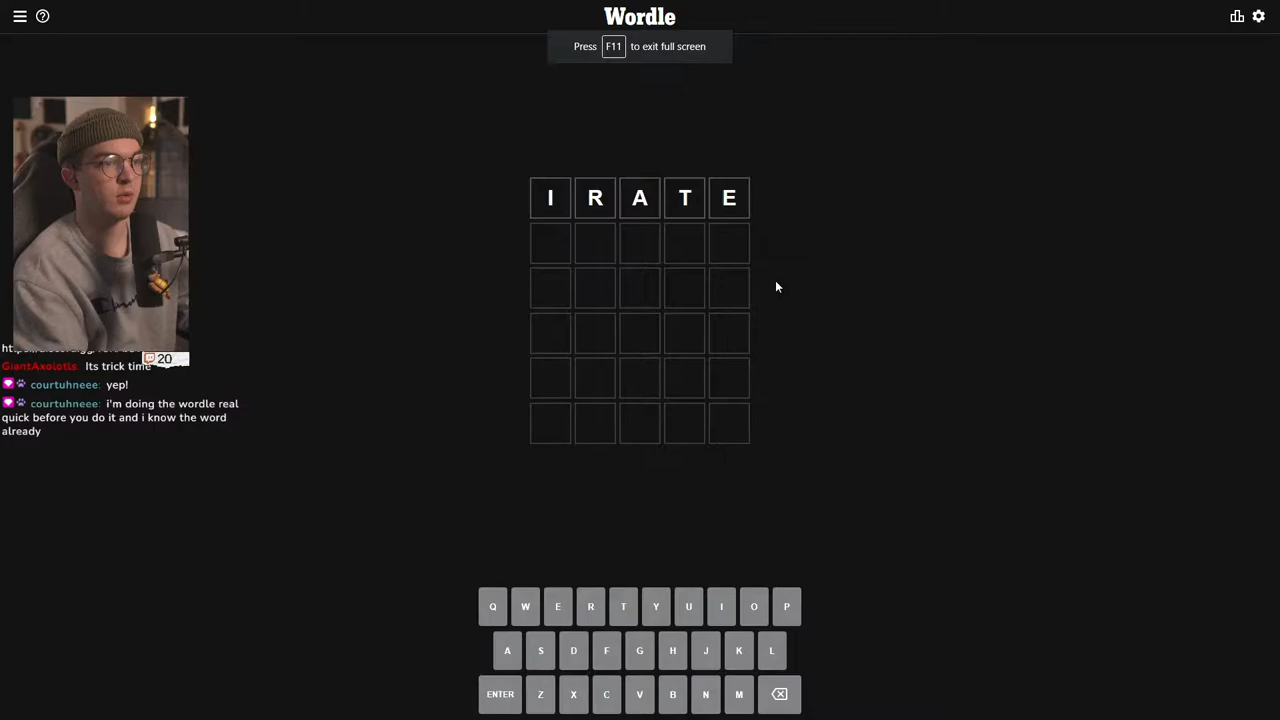 Wordle
Press F11 to exit full screen
I R A T E
20
GiantAxolotls: Its trick time
courtuhneee: yep!
courtuhneee: i'm doing the wordle real
quick before you do it and i know the word
already
Q W E R T Y U I O P
A S D F G H J K L
ENTER Z X C V B N M